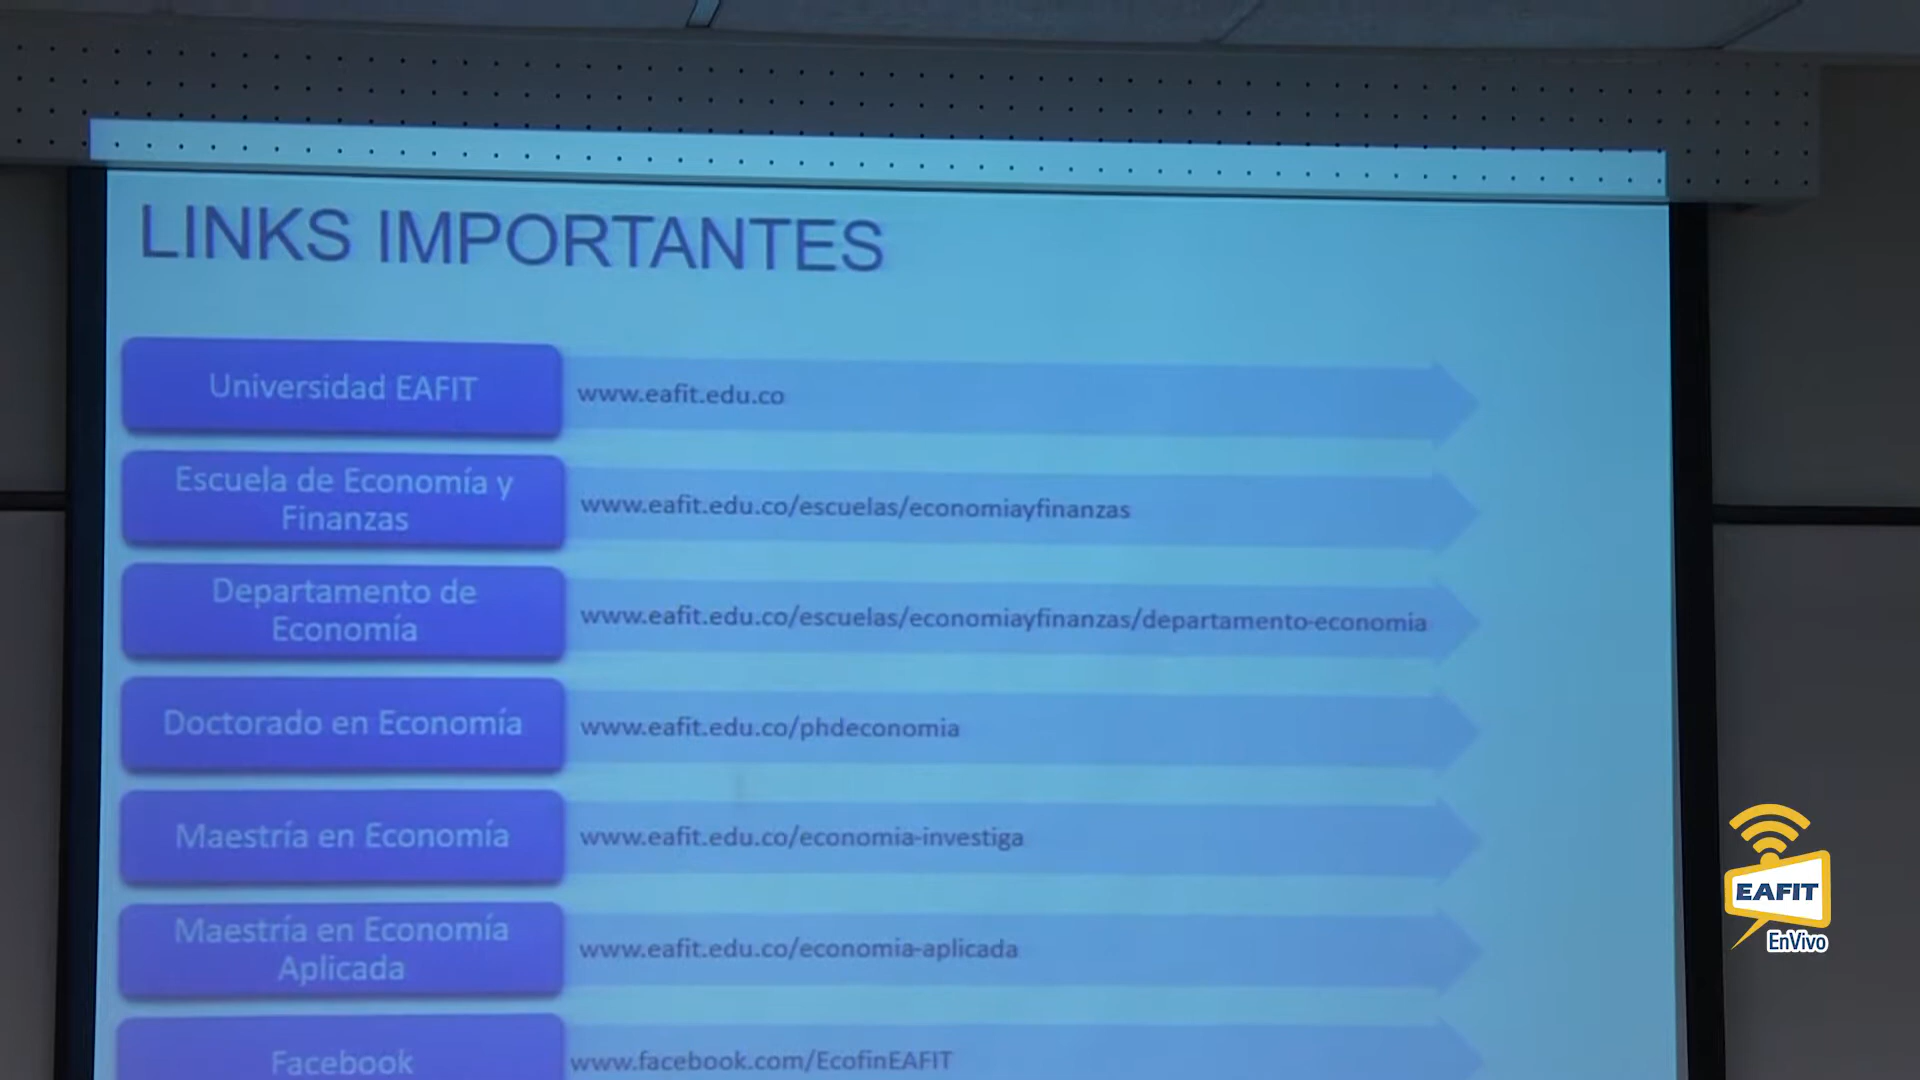 LINKS IMPORTANTES
Universidad EAFIT
www.eafit.edu.co
Escuela de Economía y
Finanzas
www.eafit.edu.co/escuelas/economiayfinanzas
Departamento de
Economía
www.eafit.edu.co/escuelas/economiayfinanzas/departamento-economia
Doctorado en Economía
www.eafit.edu.co/phdeconomia
Maestría en Economía
www.eafit.edu.co/economia-investiga
Maestría en Economía
Aplicada
www.eafit.edu.co/economia-aplicada
Facebook
www.facebook.com/EcofinEAFIT
EAFIT
EnVivo